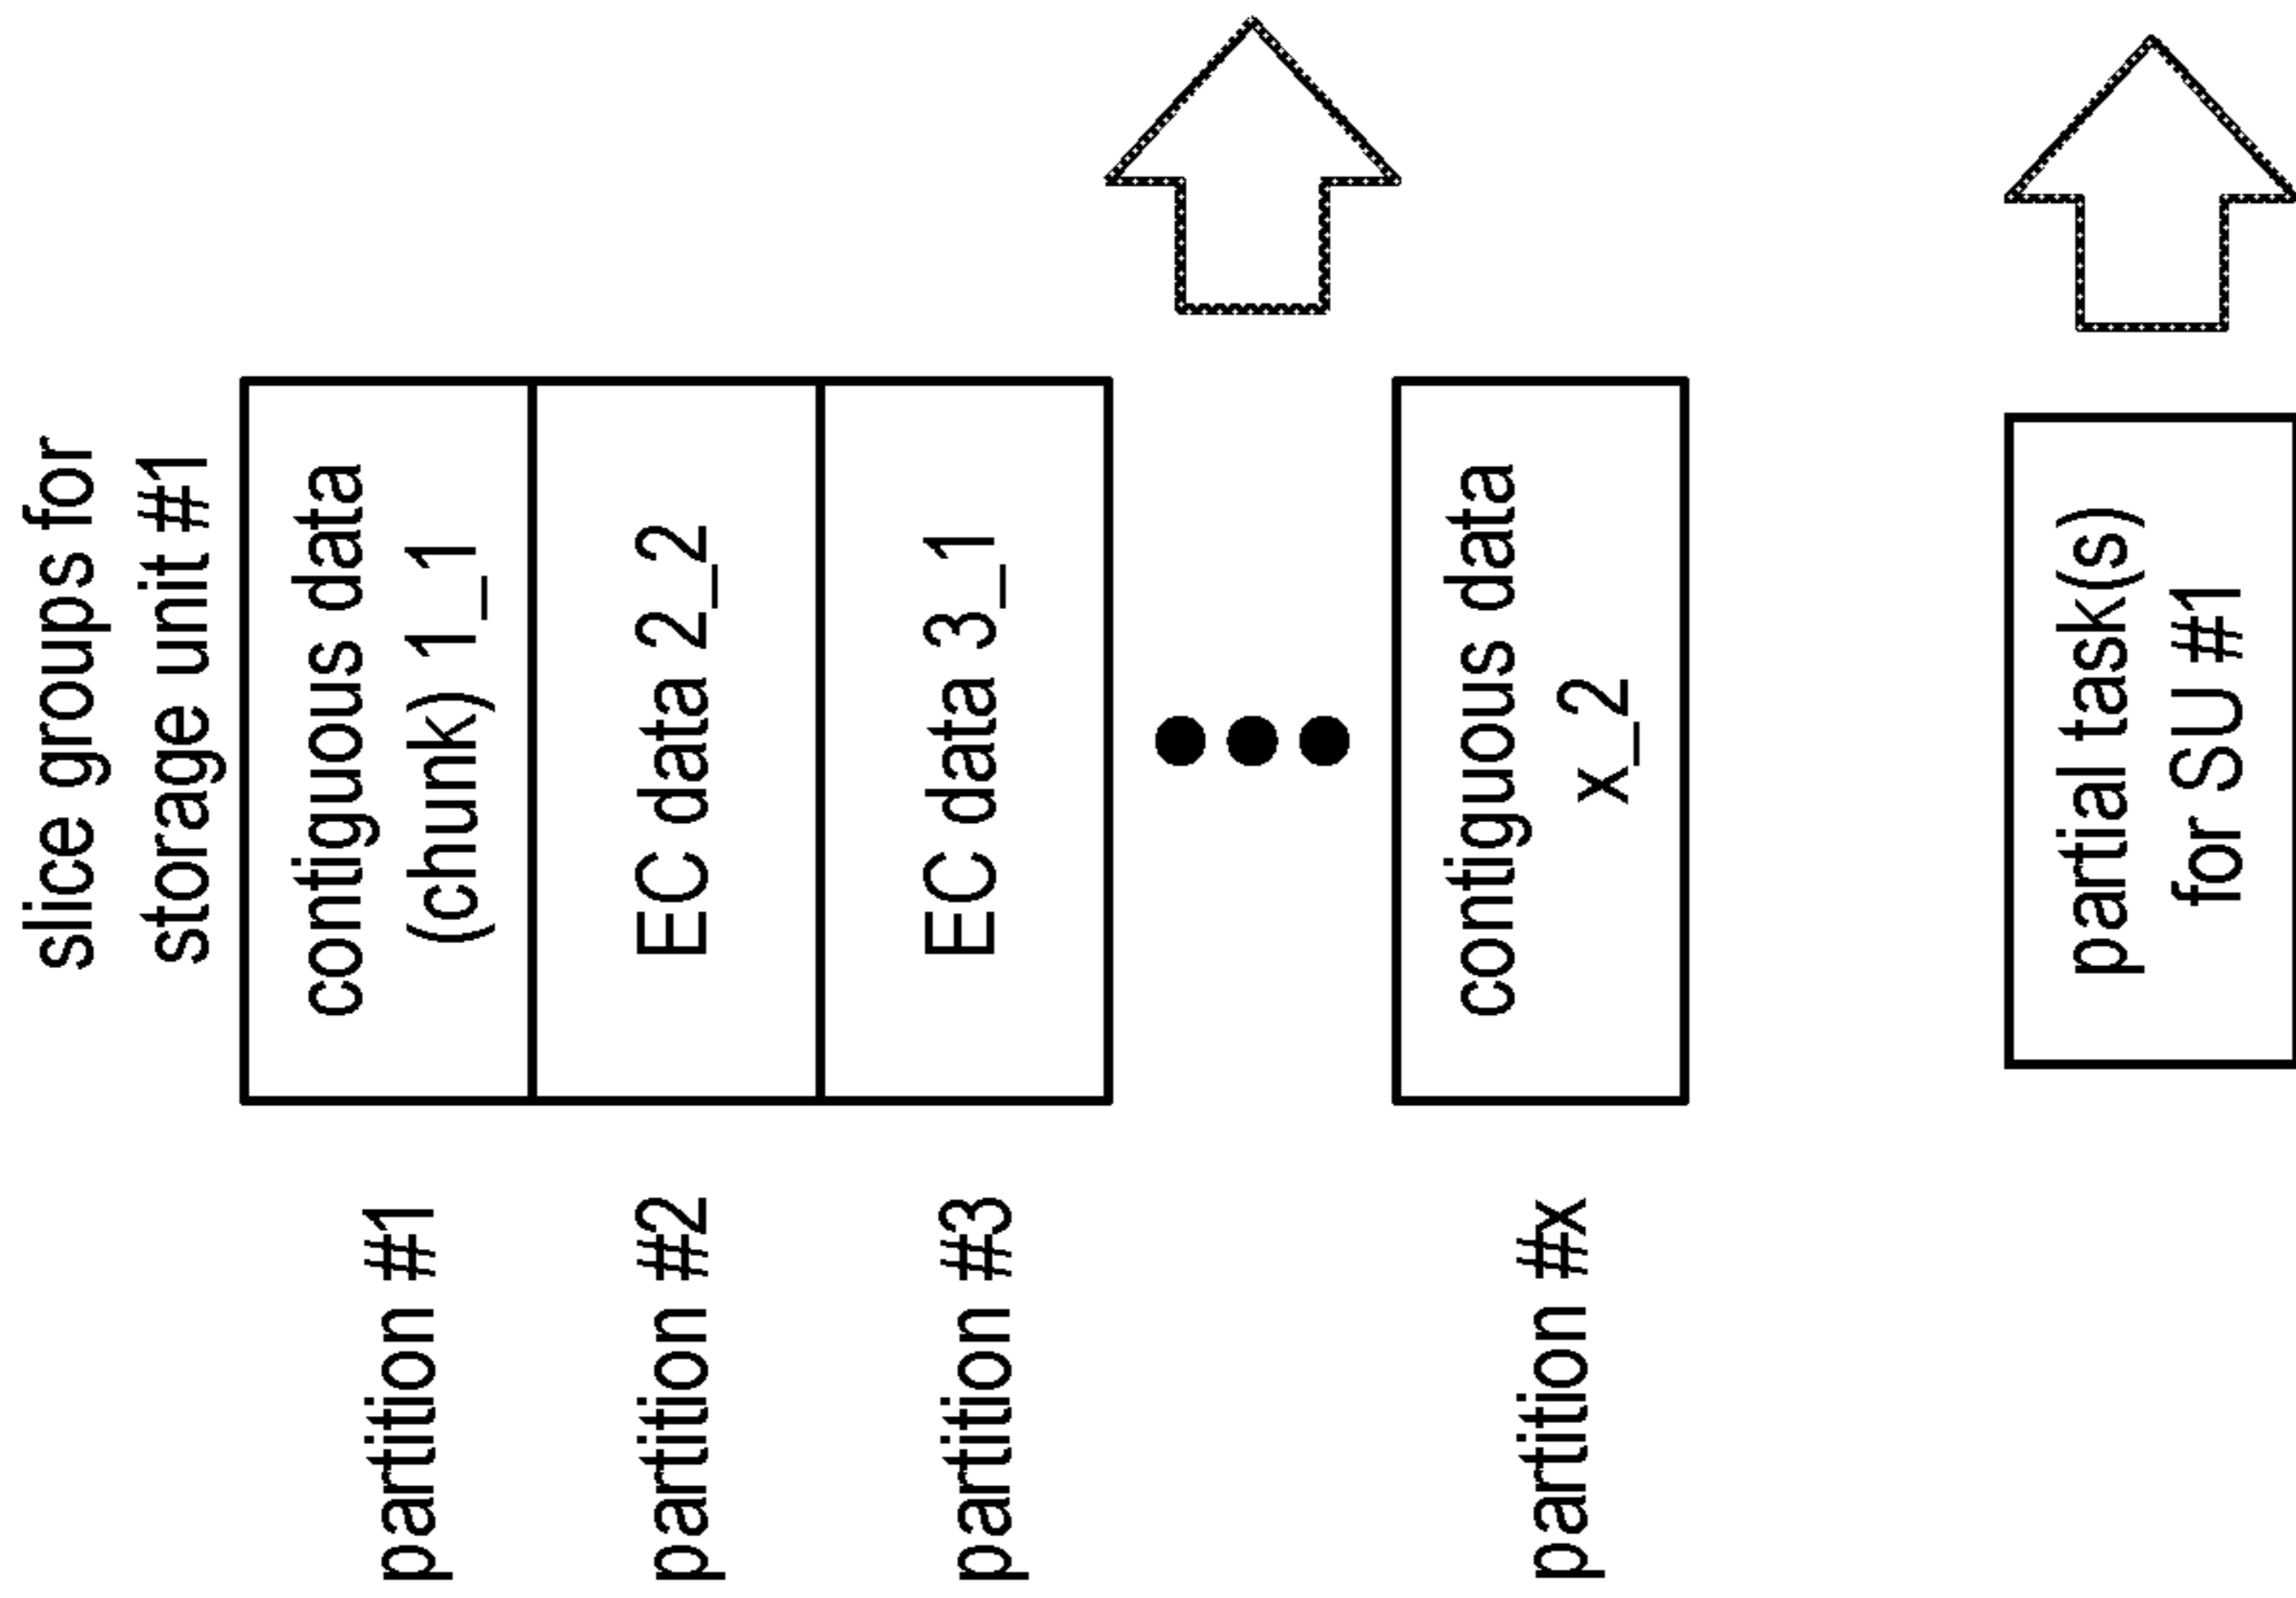 slice groups for
storage unit #1
partition #1
contiguous data
(chunk) 1_1
partition #2
EC data 2_2
partition #3
EC data 3_1
partition #x
contiguous data
x_2
partial task(s)
for SU #1